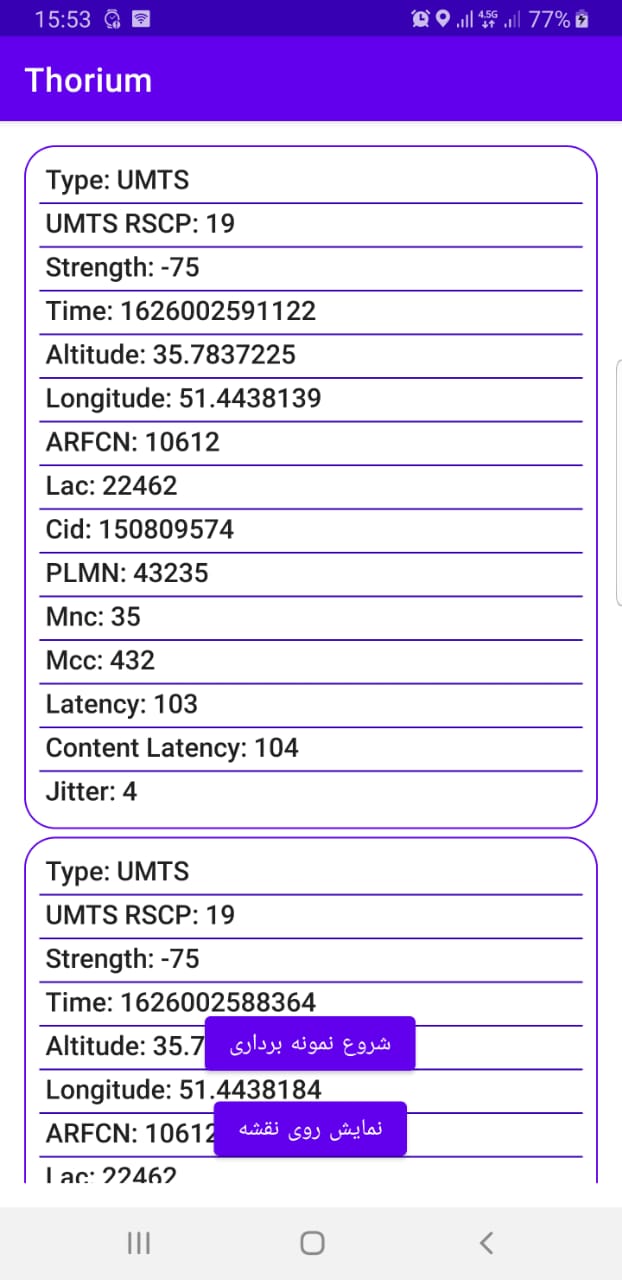 15:53
4.5G
77%
Thorium
Type: UMTS
UMTS RSCP: 19
Strength: -75
Time: 1626002591122
Altitude: 35.7837225
Longitude: 51.4438139
ARFCN: 10612
Lac: 22462
Cid: 150809574
PLMN: 43235
Mnc: 35
Mcc: 432
Latency: 103
Content Latency: 104
Jitter: 4
Type: UMTS
UMTS RSCP: 19
Strength: -75
Time: 1626002588364
Altitude: 35.7
شروع نمونه برداری
Longitude: 51.4438184
ARFCN: 10612
نمایش روی نقشه
Lac: 22462